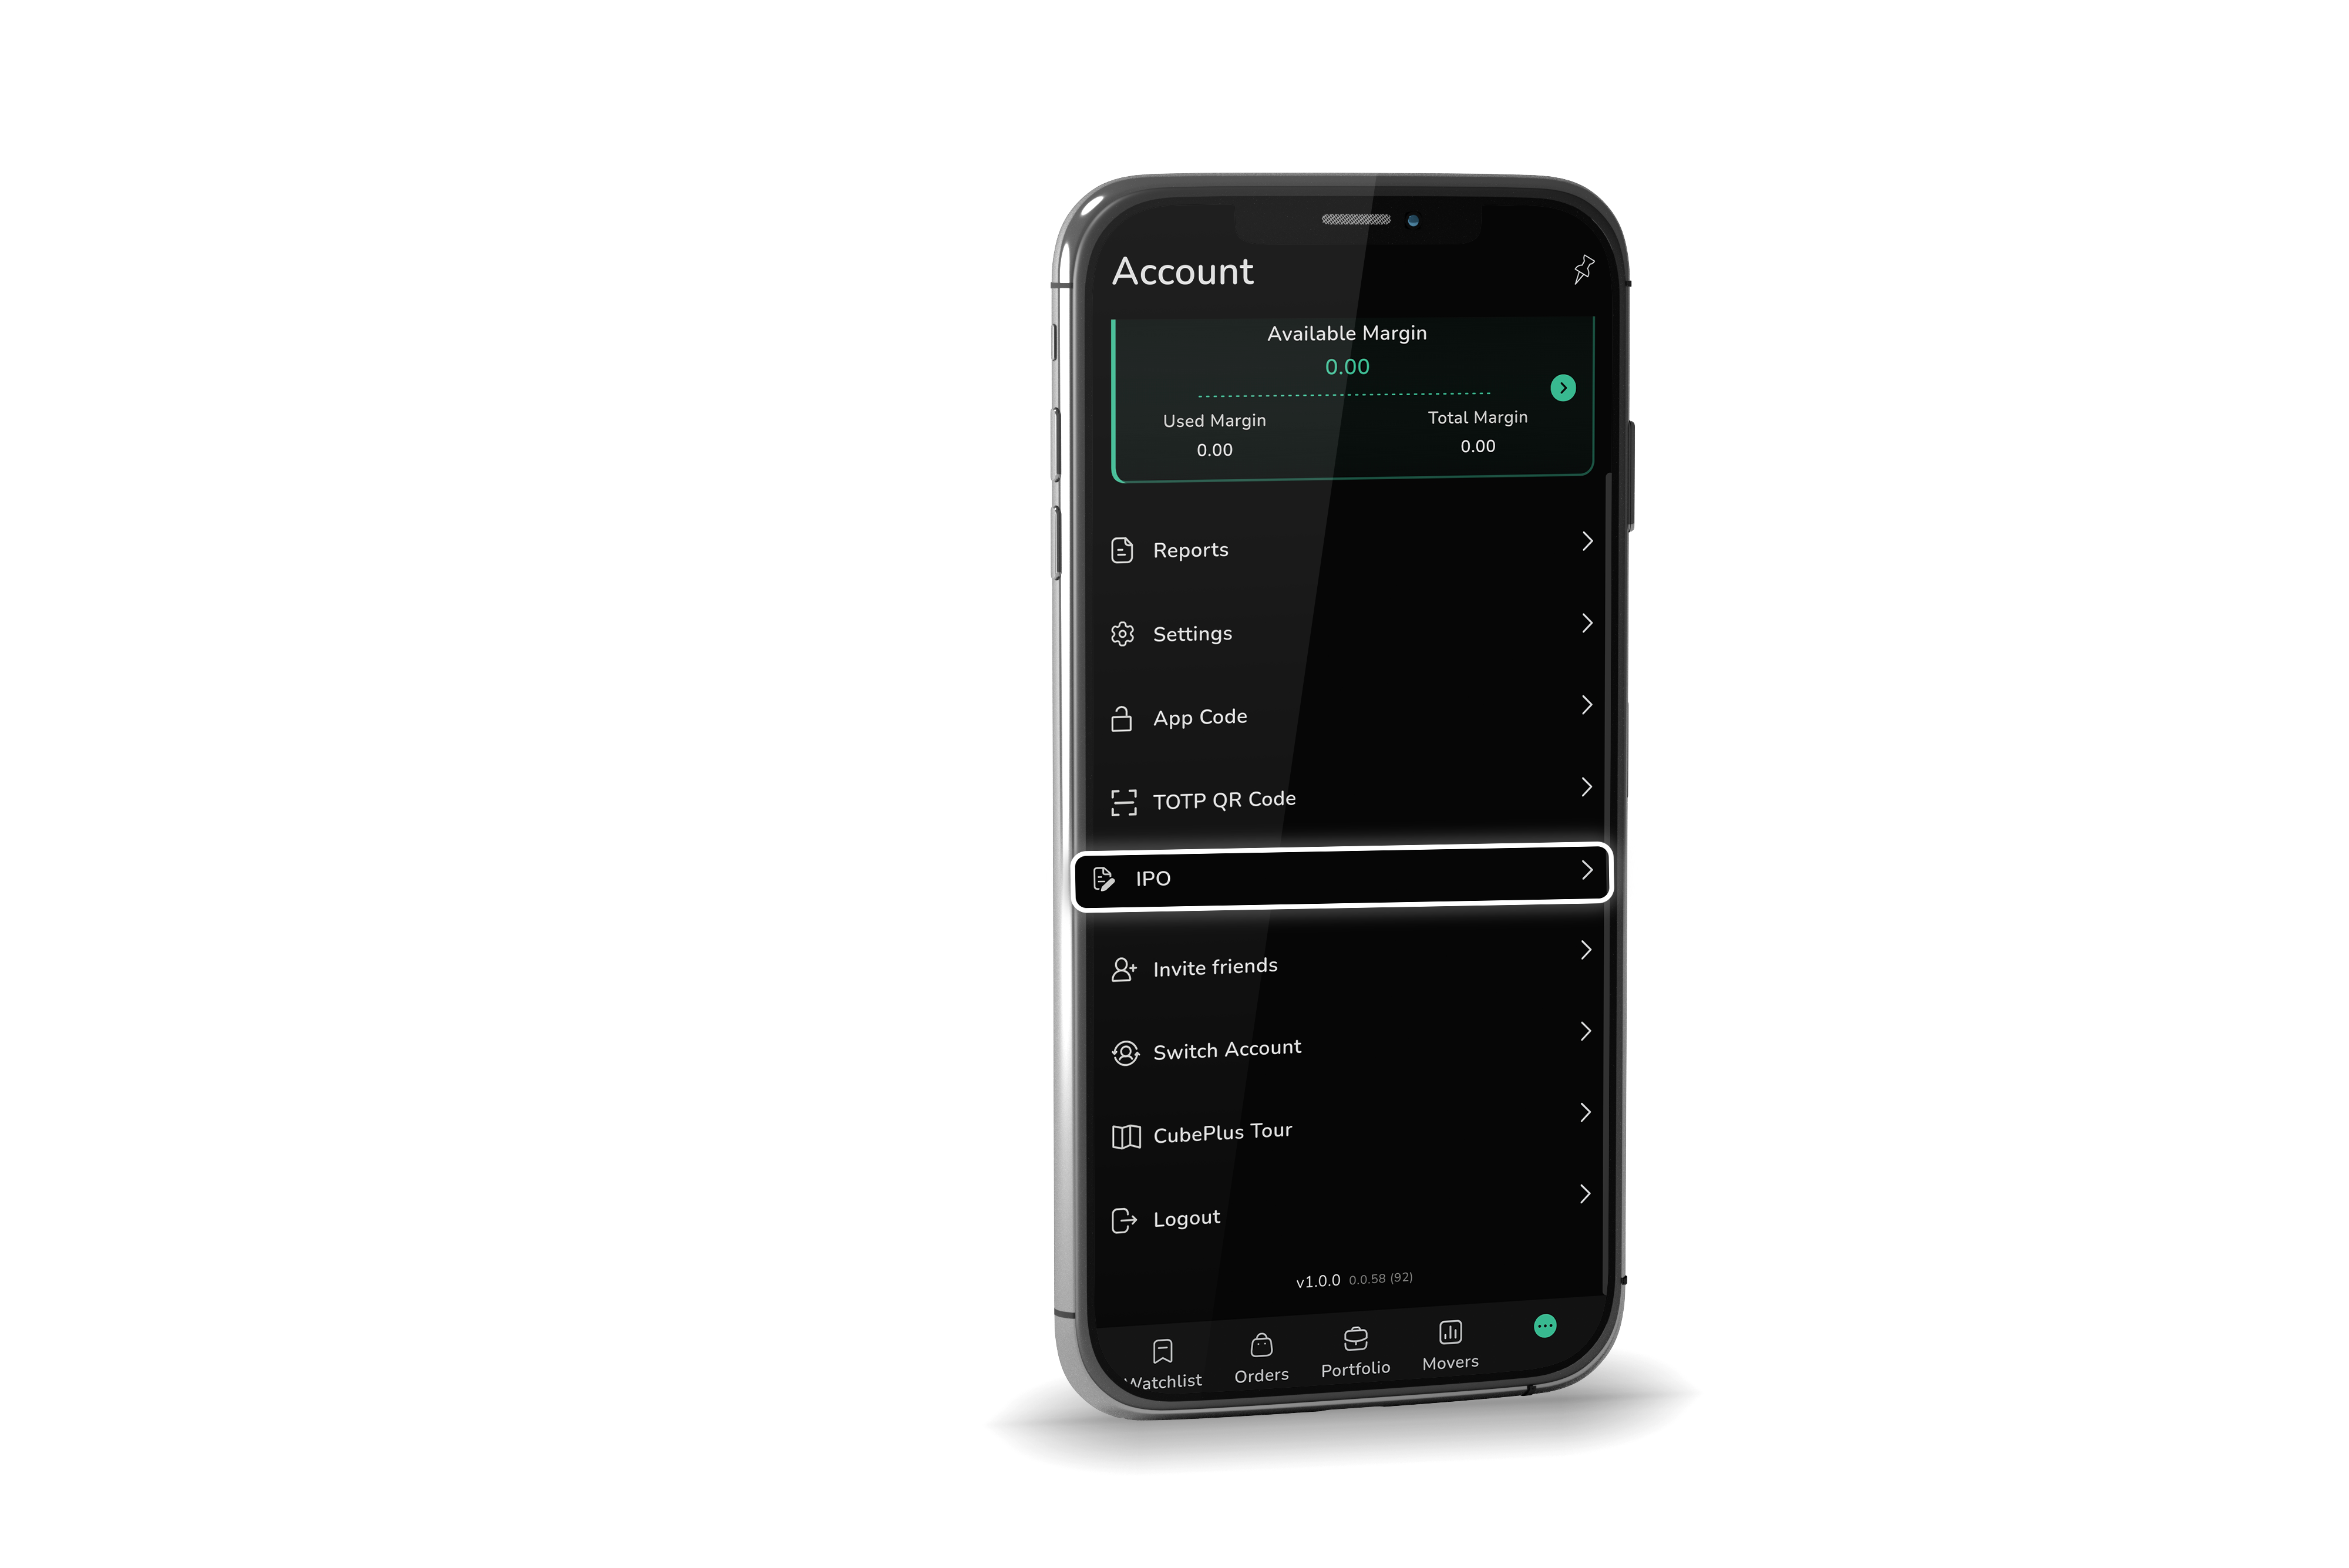 Account
Available Margin
0.00
Used Margin
Total Margin
0.00
0.00
Reports
Settings
App Code
TOTP QR Code
IPO
Invite friends
Switch Account
CubePlus Tour
Logout
v1.0.0 0.0.58 (92)
Watchlist
Orders
Portfolio
Movers